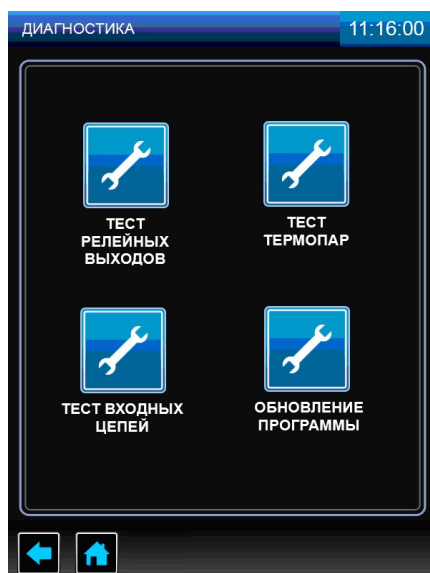 ДИАГНОСТИКА
11:16:00
ТЕСТ
РЕЛЕЙНЫХ
ВЫХОДОВ
ТЕСТ
ТЕРМОПАР
ТЕСТ ВХОДНЫХ
ЦЕПЕЙ
ОБНОВЛЕНИЕ
ПРОГРАММЫ